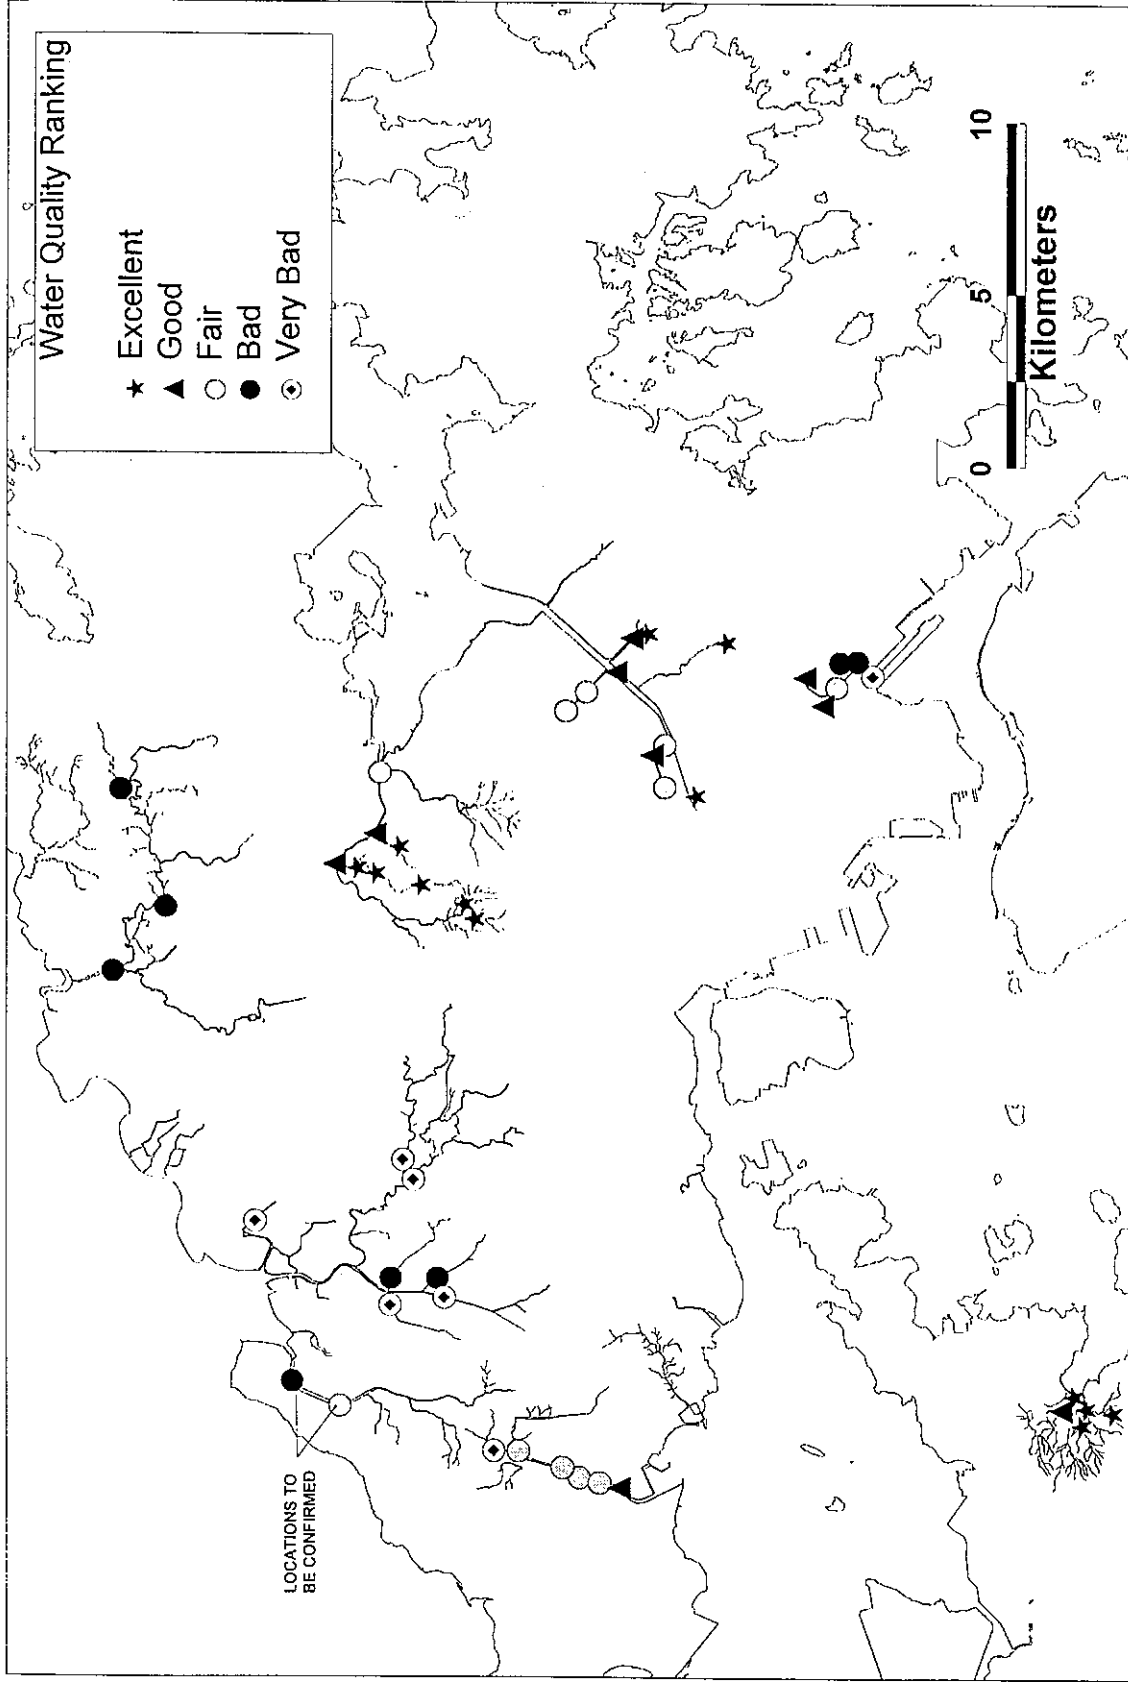 Water Quality Ranking
Excellent
Good
Fair
Bad
Very Bad
LOCATIONS TO
BE CONFIRMED
0 5 10
Kilometers